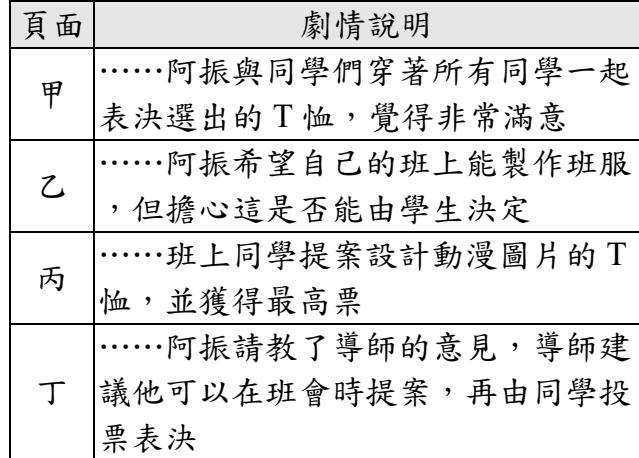 頁面 劇情說明
甲 ……阿振與同學們穿著所有同學一起
表決選出的T恤，覺得非常滿意
乙 ……阿振希望自己的班上能製作班服
，但擔心這是否能由學生決定
丙 ……班上同學提案設計動漫圖片的T
恤，並獲得最高票
丁 ……阿振請教了導師的意見，導師建
議他可以在班會時提案，再由同學投
票表決